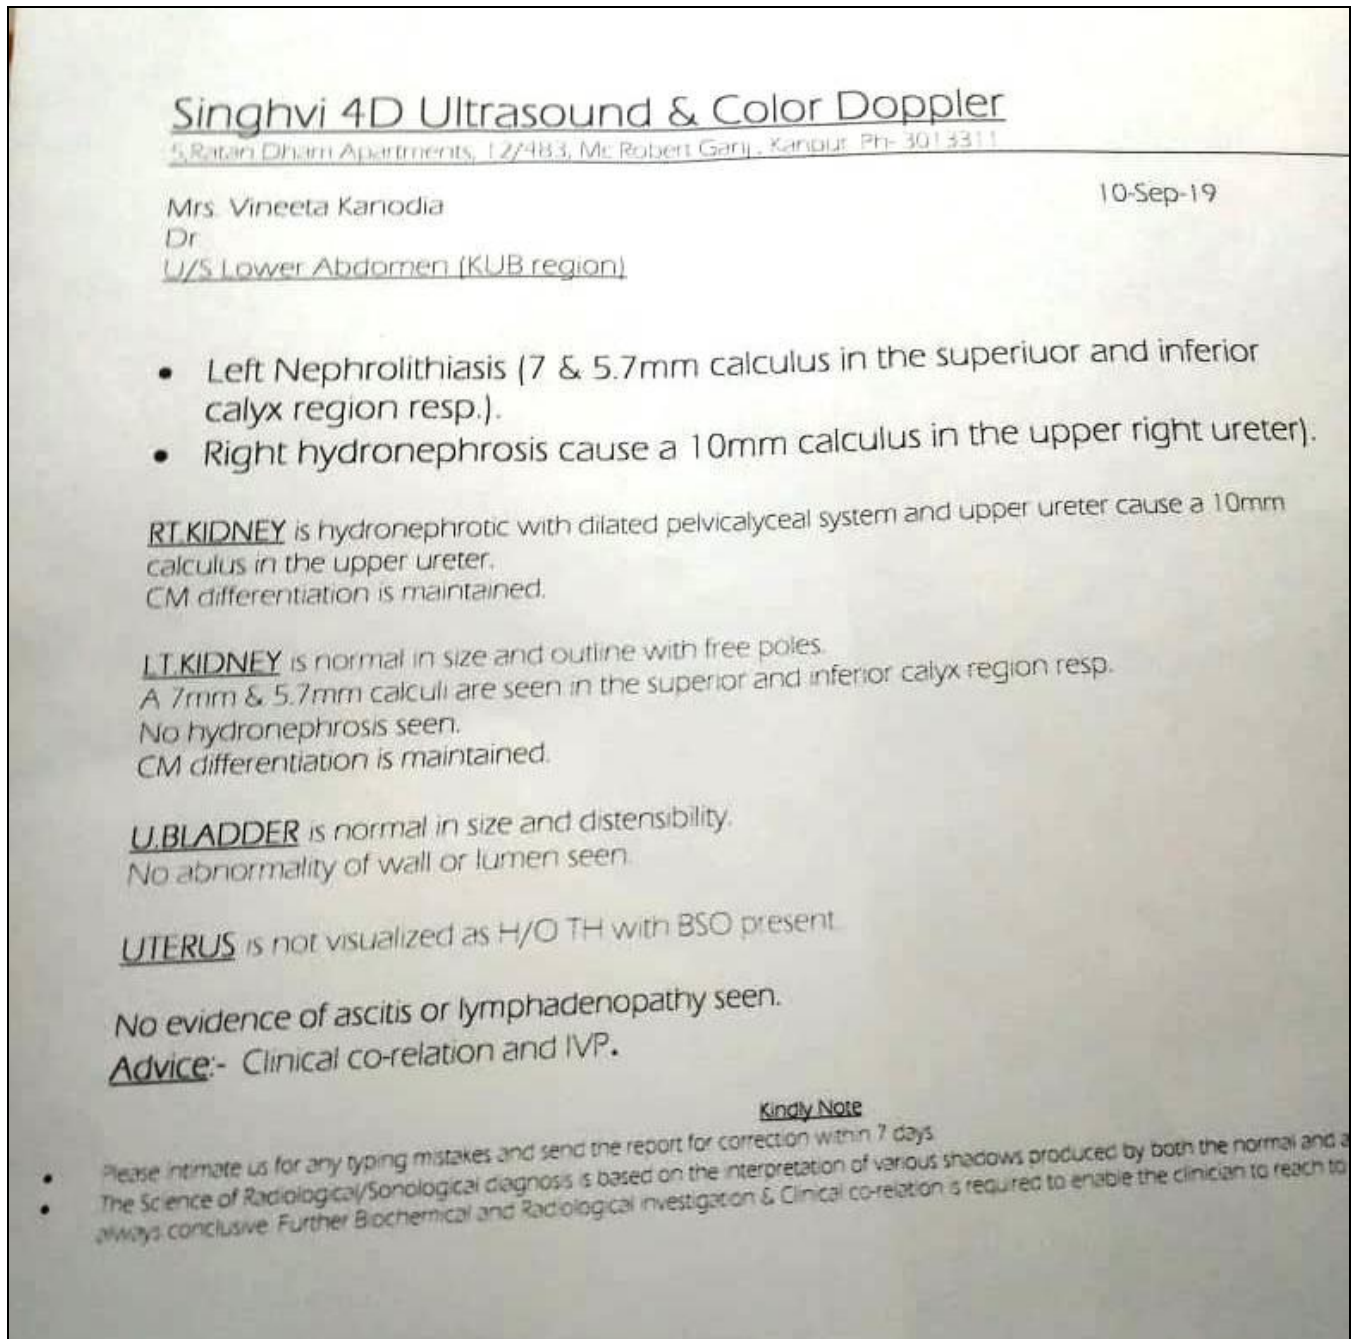 Singhvi 4D Ultrasound & Color Doppler
5,Ratan Dham Apartments, 12/483, Mc Robert Ganj, Kanpur Ph- 3013311
Mrs. Vineeta Kanodia
10-Sep-19
Dr
U/S Lower Abdomen (KUB region)
• Left Nephrolithiasis (7 & 5.7mm calculus in the superiuor and inferior
calyx region resp.).
• Right hydronephrosis cause a 10mm calculus in the upper right ureter).
RT.KIDNEY is hydronephrotic with dilated pelvicalyceal system and upper ureter cause a 10mm
calculus in the upper ureter.
CM differentiation is maintained.
LT.KIDNEY is normal in size and outline with free poles.
A 7mm & 5.7mm calculi are seen in the superior and inferior calyx region resp.
No hydronephrosis seen.
CM differentiation is maintained.
U.BLADDER is normal in size and distensibility.
No abnormality of wall or lumen seen.
UTERUS is not visualized as H/O TH with BSO present.
No evidence of ascitis or lymphadenopathy seen.
Advice:- Clinical co-relation and IVP.
Kindly Note
• Please intimate us for any typing mistakes and send the report for correction within 7 days.
• The Science of Radiological/Sonological diagnosis is based on the interpretation of various shadows produced by both the normal and a
always conclusive. Further Biochemical and Radiological investigation & Clinical co-relation is required to enable the clinician to reach to